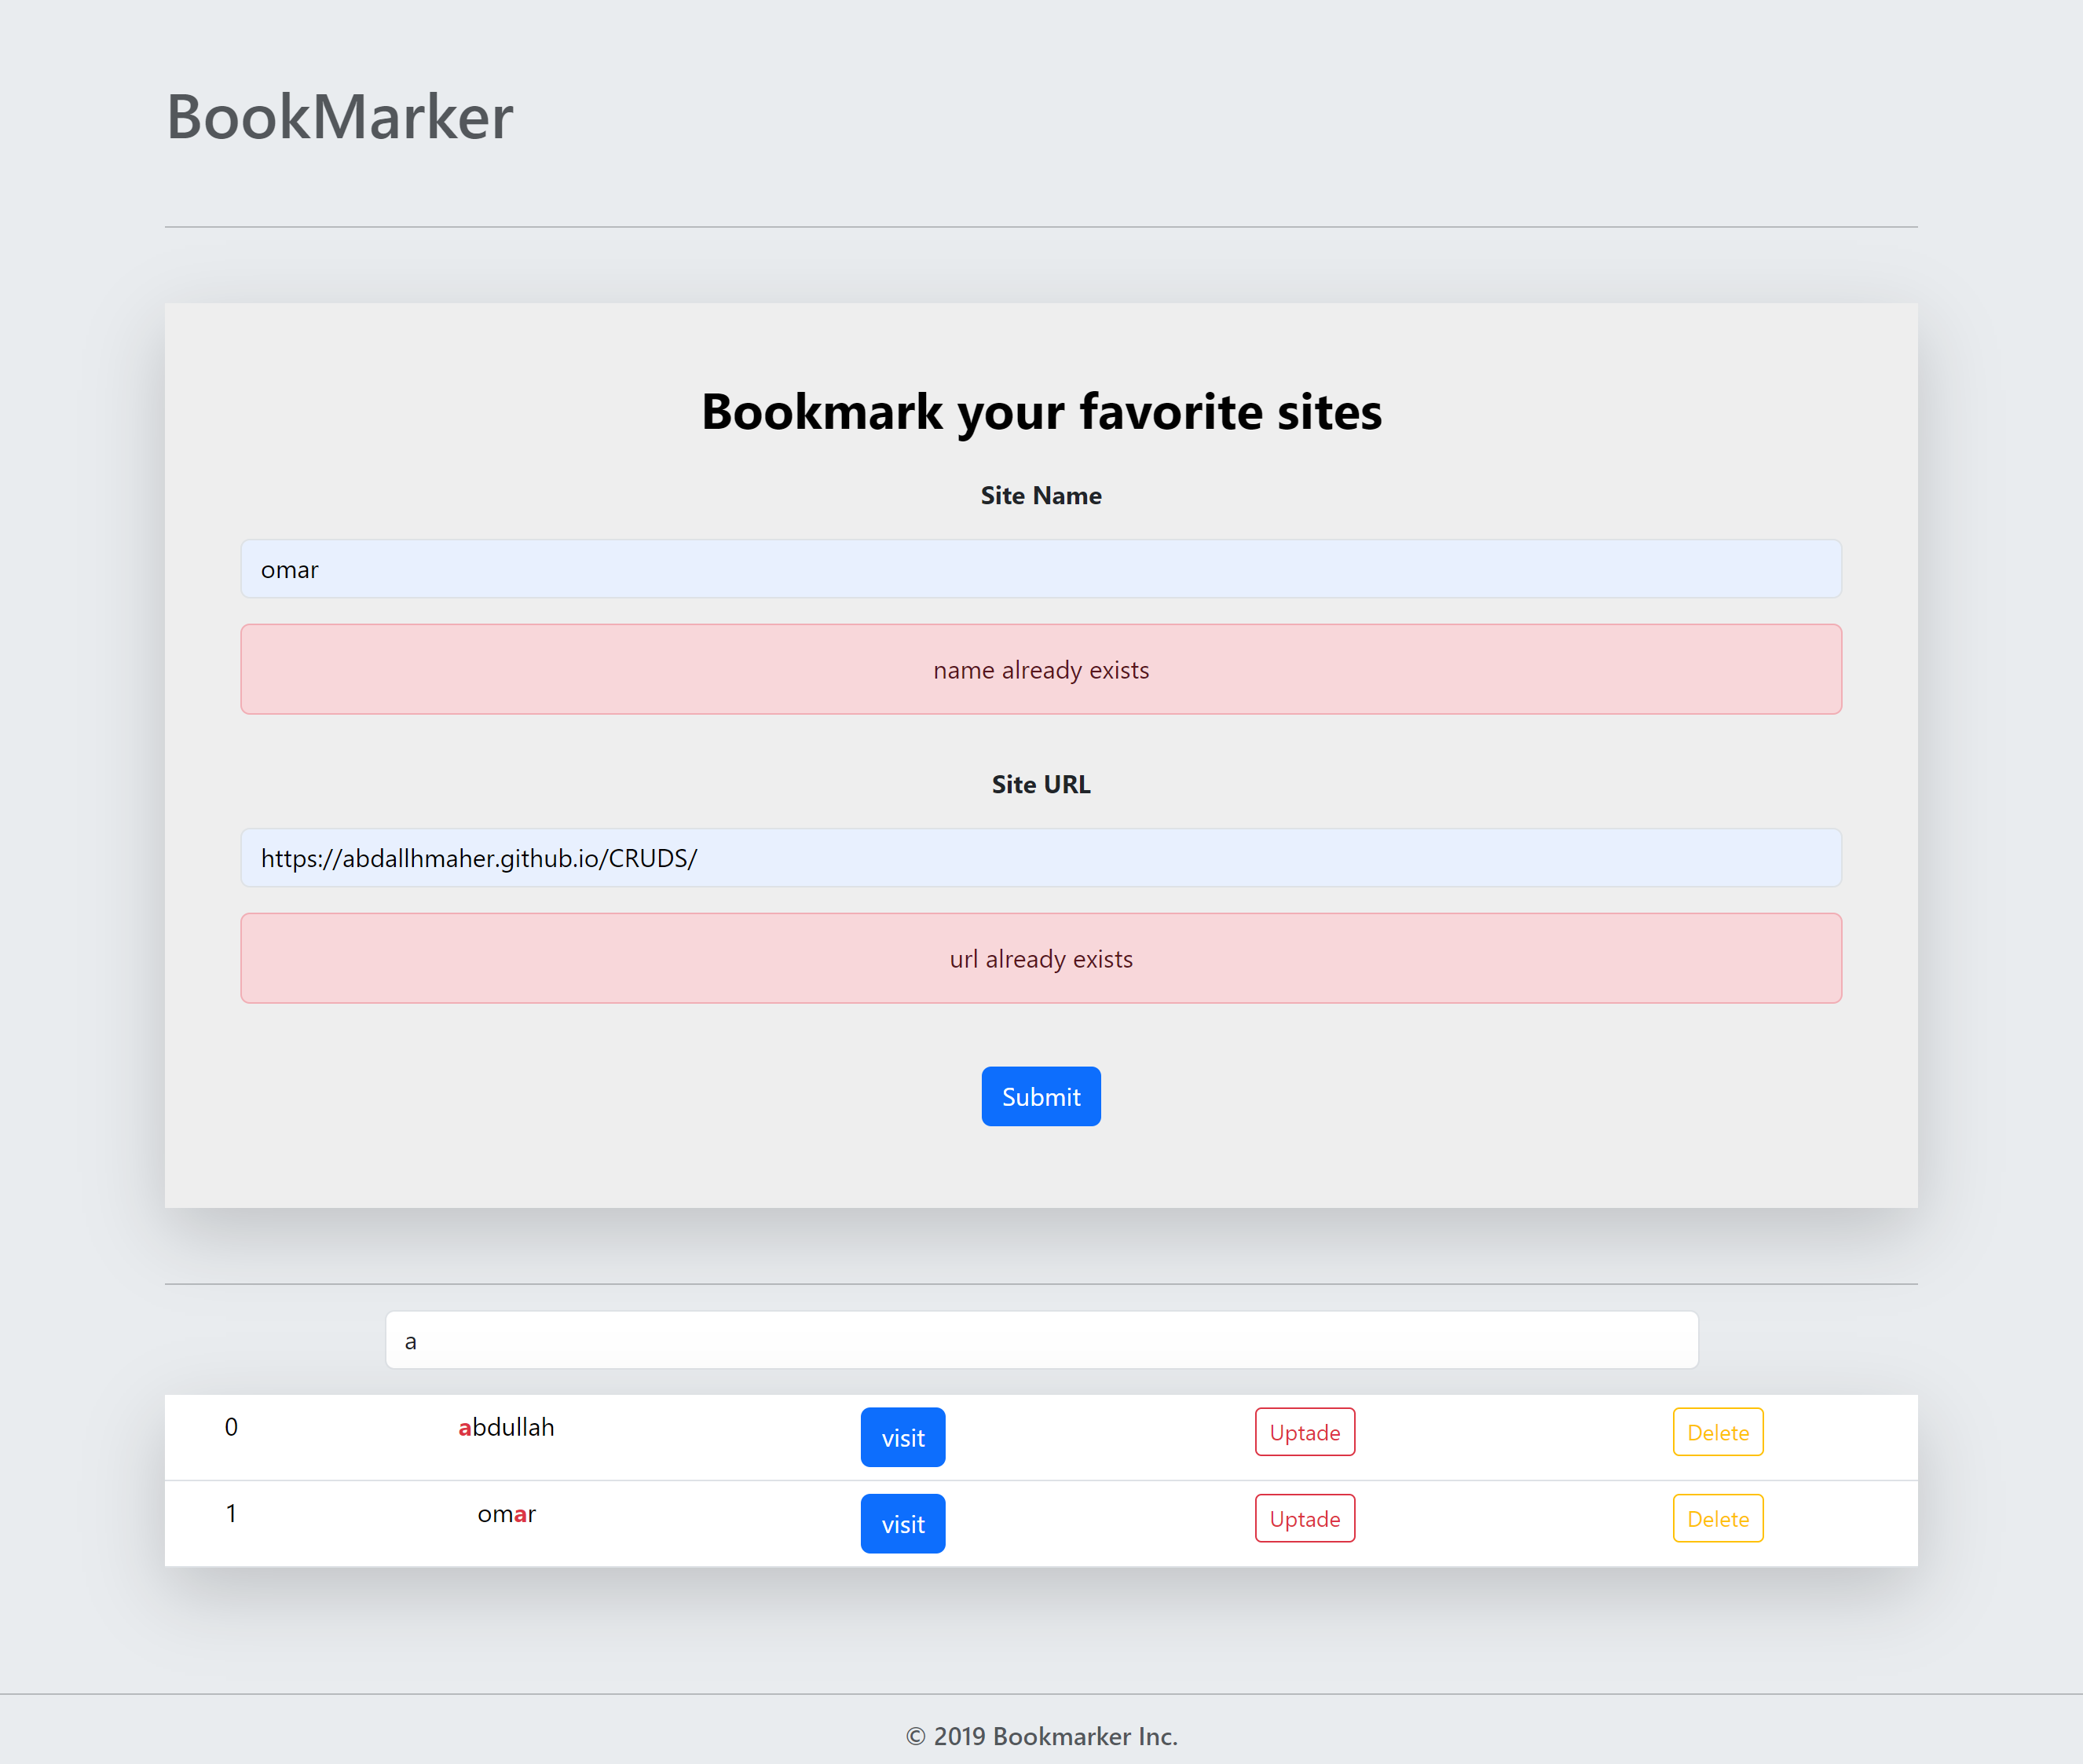 BookMarker
Bookmark your favorite sites
Site Name
omar
name already exists
Site URL
https://abdallhmaher.github.io/CRUDS/
url already exists
Submit
a
0 abdullah visit Uptade Delete
1 omar visit Uptade Delete
© 2019 Bookmarker Inc.